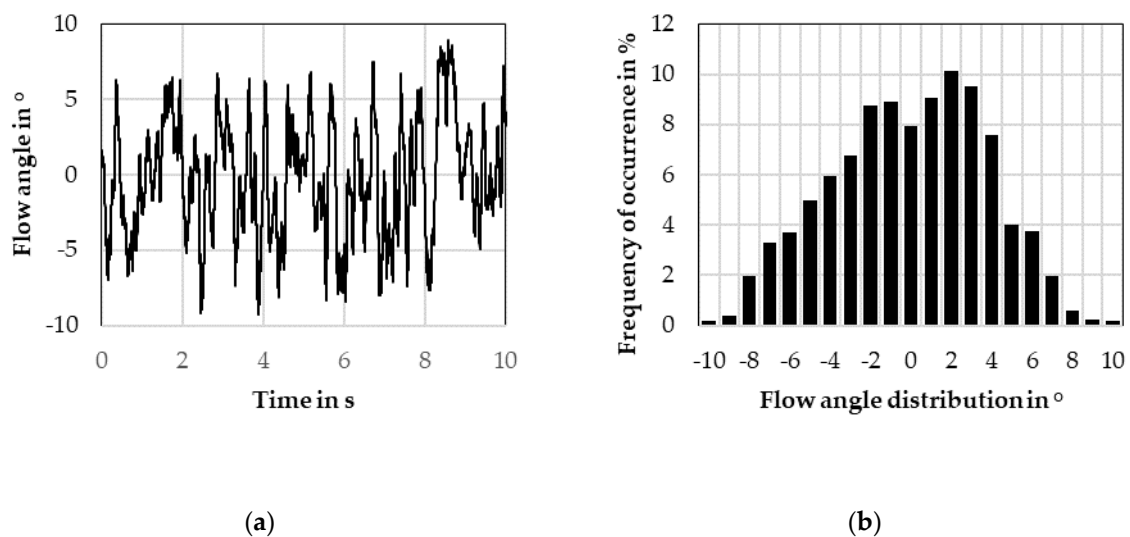 Flow angle in °
10
5
0
-5
-10
0 2 4 6 8 10
Time in s
(a)
Frequency of occurrence in %
12
10
8
6
4
2
0
-10 -8 -6 -4 -2 0 2 4 6 8 10
Flow angle distribution in °
(b)